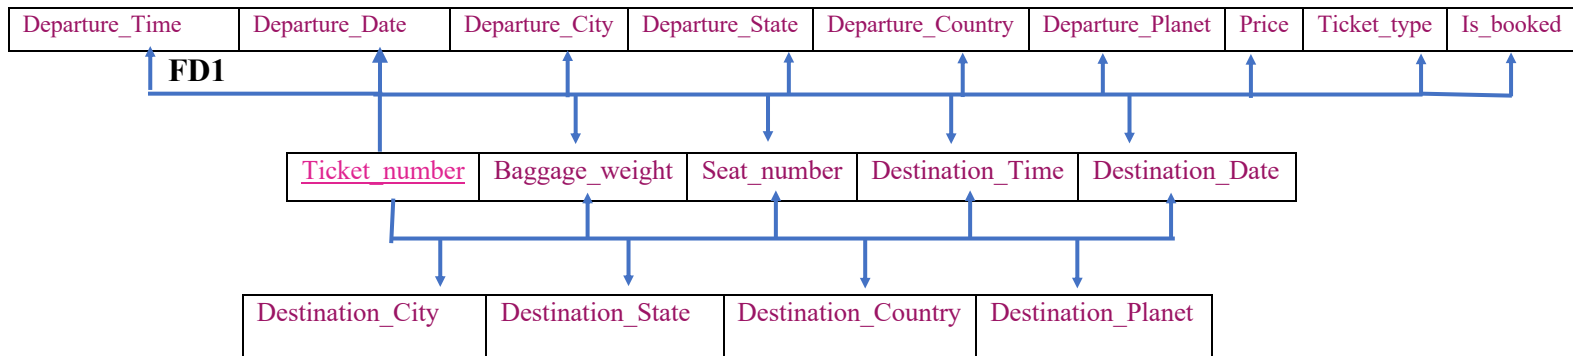 Departure_Time Departure_Date Departure_City Departure_State Departure_Country Departure_Planet Price Ticket_type Is_booked
FD1
Ticket_number Baggage_weight Seat_number Destination_Time Destination_Date
Destination_City Destination_State Destination_Country Destination_Planet